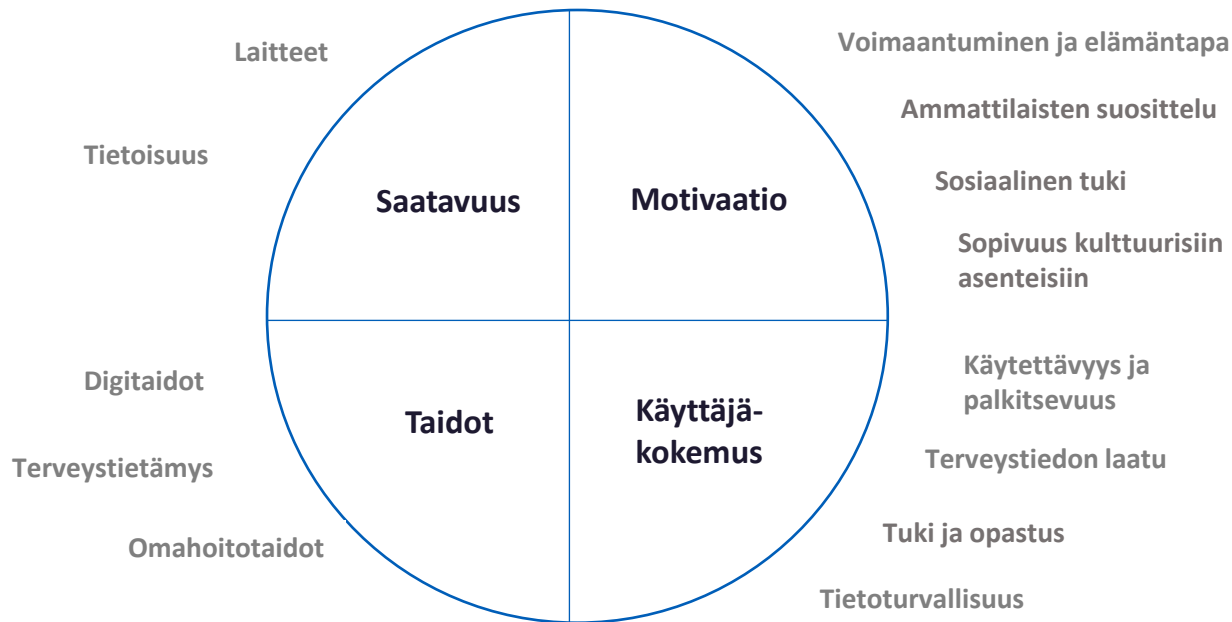 Laitteet
Tietoisuus
Saatavuus
Motivaatio
Voimaantuminen ja elämäntapa
Ammattilaisten suosittelu
Sosiaalinen tuki
Sopivuus kulttuurisiin
asenteisiin
Digitaidot
Terveystietämys
Omahoitotaidot
Taidot
Käyttäjä-
kokemus
Käytettävyys ja
palkitsevuus
Terveystiedon laatu
Tuki ja opastus
Tietoturvallisuus